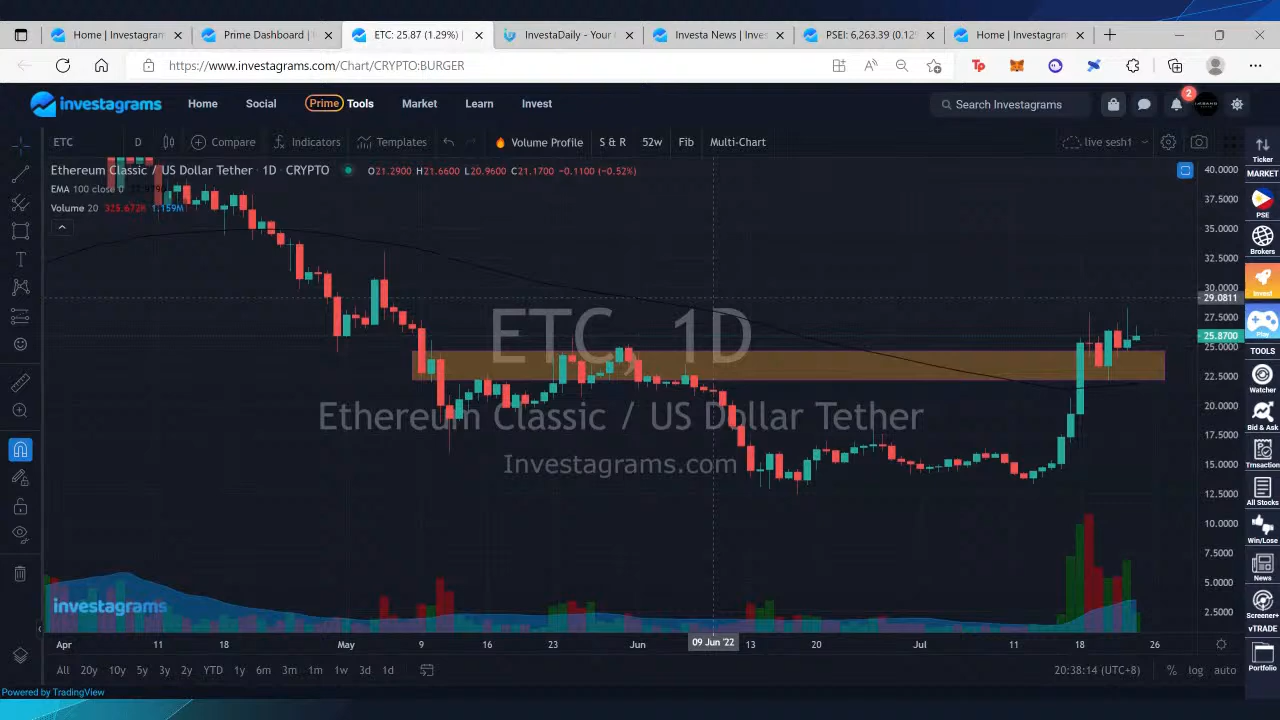 Home | Investagram
Prime Dashboard |
ETC: 25.87 (1.29%) |
InvestaDaily - Your
Investa News | Inves
PSEI: 6,263.39 (0.12%
Home | Investagram
https://www.investagrams.com/Chart/CRYPTO:BURGER
investagrams
Home
Social
Prime Tools
Market
Learn
Invest
Search Investagrams
2
ETC
D
Compare
Indicators
Templates
Volume Profile
S & R
52w
Fib
Multi-Chart
live sesh1
Ethereum Classic / US Dollar Tether · 1D · CRYPTO
O21.2900 H21.6600 L20.9600 C21.1700 −0.1100 (−0.52%)
EMA 100 close 0
Volume 20 325.672K 1.159M
ETC, 1D
Ethereum Classic / US Dollar Tether
Investagrams.com
40.0000
37.5000
35.0000
32.5000
30.0000
29.0811
27.5000
25.8700
25.0000
22.5000
20.0000
17.5000
15.0000
12.5000
10.0000
7.5000
5.0000
2.5000
Ticker
MARKET
PSE
Brokers
Invest
Play
TOOLS
Watcher
Bid & Ask
Trnsaction
All Stocks
Win/Lose
News
Screener+
vTRADE
Portfolio
investagrams
Apr
11
18
May
9
16
23
Jun
09 Jun '22
13
20
Jul
11
18
26
All 20y 10y 5y 3y 2y YTD 1y 6m 3m 1m 1w 3d 1d
20:38:14 (UTC+8)
% log auto
Powered by TradingView